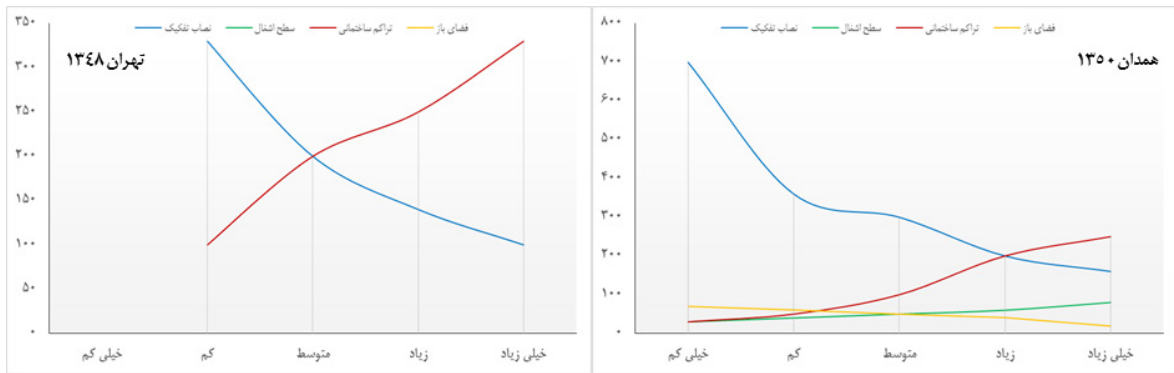 نصاب تفکیک سطح اشغال تراکم ساختمانی فضای باز
تهران ۱۳۴۸
۳۵۰
۳۰۰
۲۵۰
۲۰۰
۱۵۰
۱۰۰
۵۰
۰
خیلی کم کم متوسط زیاد خیلی زیاد
نصاب تفکیک سطح اشغال تراکم ساختمانی فضای باز
همدان ۱۳۵۰
۸۰۰
۷۰۰
۶۰۰
۵۰۰
۴۰۰
۳۰۰
۲۰۰
۱۰۰
۰
خیلی کم کم متوسط زیاد خیلی زیاد